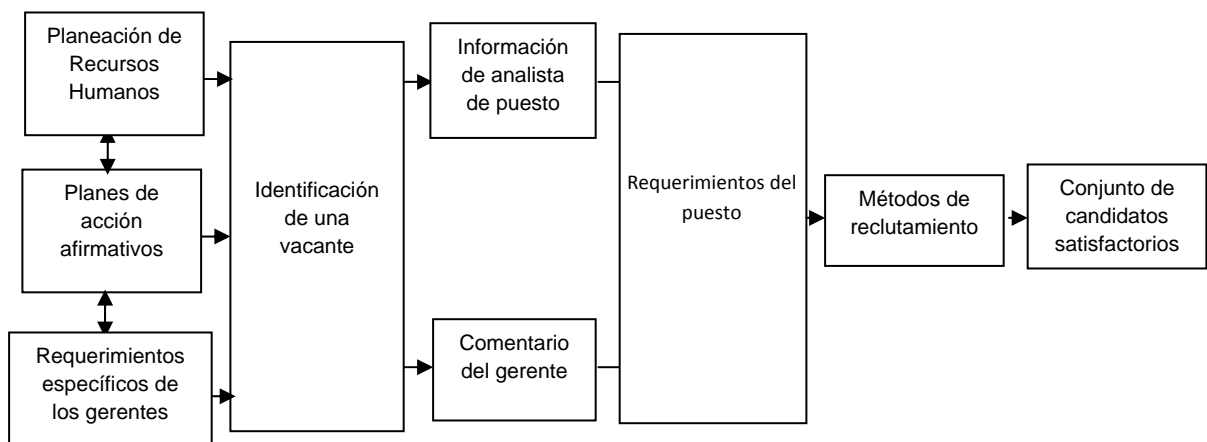 Planeación de
Recursos
Humanos
Planes de
acción
afirmativos
Requerimientos
específicos de
los gerentes
Identificación
de una
vacante
Información
de analista
de puesto
Comentario
del gerente
Requerimientos del
puesto
Métodos de
reclutamiento
Conjunto de
candidatos
satisfactorios